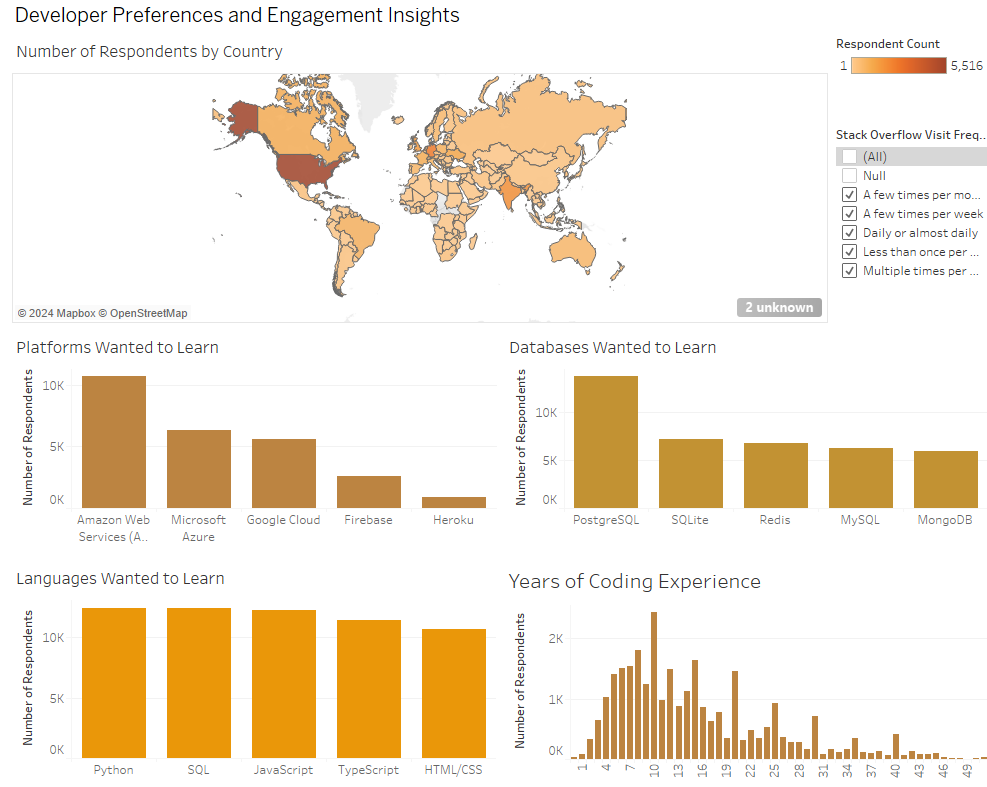 Developer Preferences and Engagement Insights
Number of Respondents by Country
© 2024 Mapbox © OpenStreetMap
2 unknown
Respondent Count
1 5,516
Stack Overflow Visit Freq..
(All)
Null
A few times per mo...
A few times per week
Daily or almost daily
Less than once per ...
Multiple times per ...
Platforms Wanted to Learn
Number of Respondents
10K
5K
0K
Amazon Web Services (A..
Microsoft Azure
Google Cloud
Firebase
Heroku
Databases Wanted to Learn
Number of Respondents
10K
5K
0K
PostgreSQL
SQLite
Redis
MySQL
MongoDB
Languages Wanted to Learn
Number of Respondents
10K
5K
0K
Python
SQL
JavaScript
TypeScript
HTML/CSS
Years of Coding Experience
Number of Respondents
2K
1K
0K
1
4
7
10
13
16
19
22
25
28
31
34
37
40
43
46
49